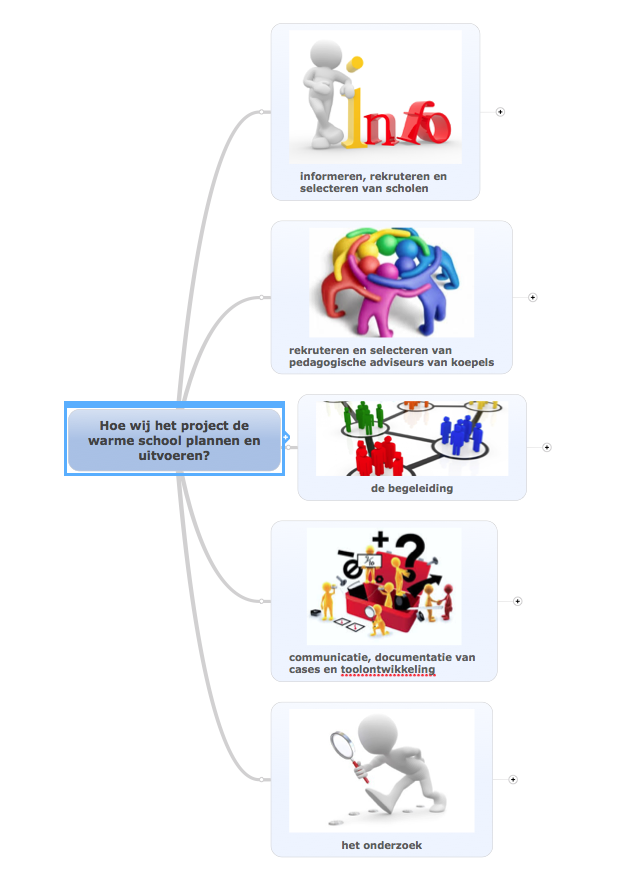 info
informeren, rekruteren en
selecteren van scholen
rekruteren en selecteren van
pedagogische adviseurs van koepels
Hoe wij het project de
warme school plannen en
uitvoeren?
de begeleiding
?
communicatie, documentatie van
cases en toolontwikkeling
het onderzoek